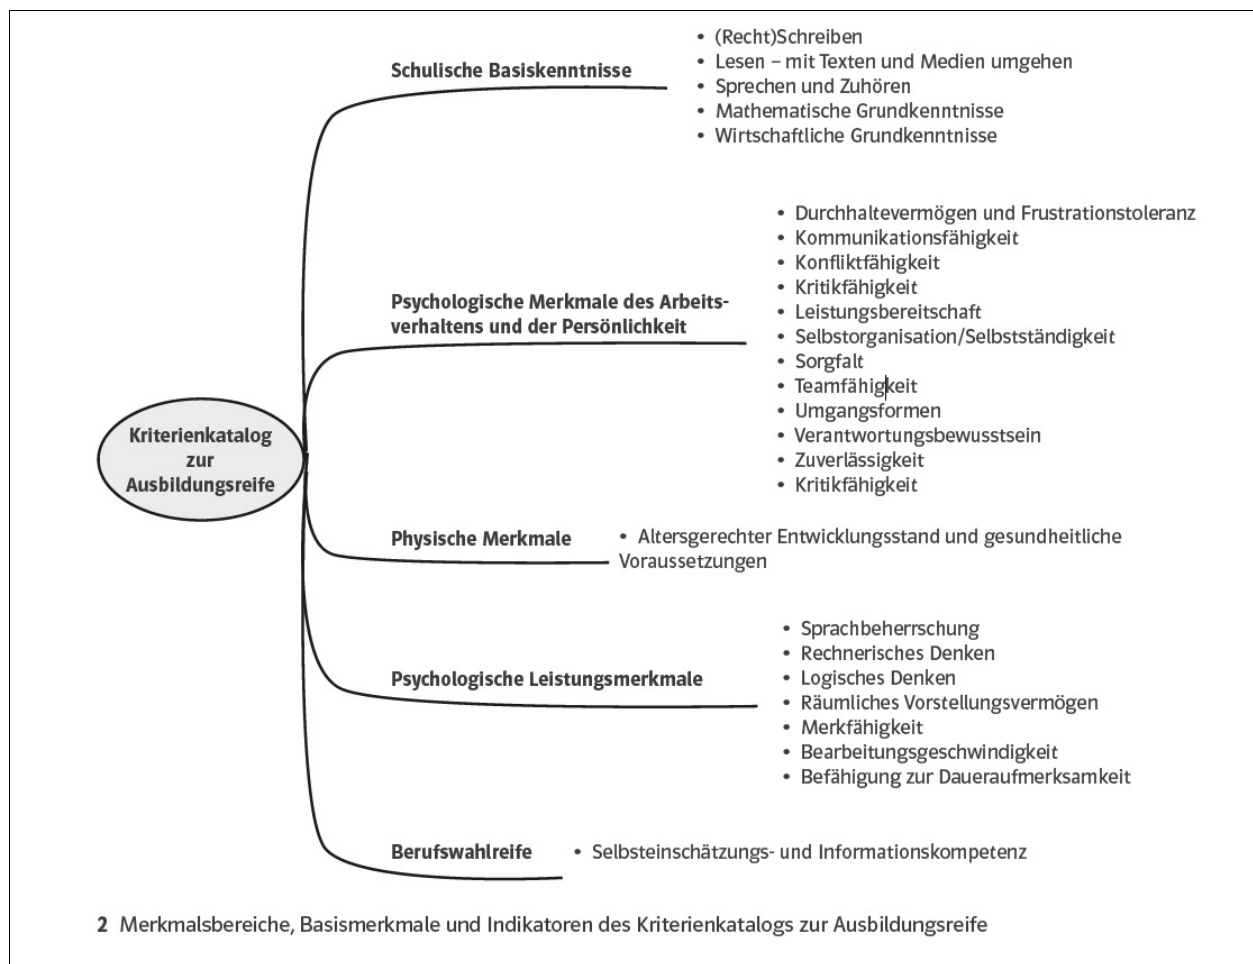 Kriterienkatalog
zur
Ausbildungsreife
Schulische Basiskenntnisse
• (Recht)Schreiben
• Lesen – mit Texten und Medien umgehen
• Sprechen und Zuhören
• Mathematische Grundkenntnisse
• Wirtschaftliche Grundkenntnisse
Psychologische Merkmale des Arbeits-
verhaltens und der Persönlichkeit
• Durchhaltevermögen und Frustrationstoleranz
• Kommunikationsfähigkeit
• Konfliktfähigkeit
• Kritikfähigkeit
• Leistungsbereitschaft
• Selbstorganisation/Selbstständigkeit
• Sorgfalt
• Teamfähigkeit
• Umgangsformen
• Verantwortungsbewusstsein
• Zuverlässigkeit
• Kritikfähigkeit
Physische Merkmale
• Altersgerechter Entwicklungsstand und gesundheitliche
Voraussetzungen
Psychologische Leistungsmerkmale
• Sprachbeherrschung
• Rechnerisches Denken
• Logisches Denken
• Räumliches Vorstellungsvermögen
• Merkfähigkeit
• Bearbeitungsgeschwindigkeit
• Befähigung zur Daueraufmerksamkeit
Berufswahlreife
• Selbsteinschätzungs- und Informationskompetenz
2 Merkmalsbereiche, Basismerkmale und Indikatoren des Kriterienkatalogs zur Ausbildungsreife